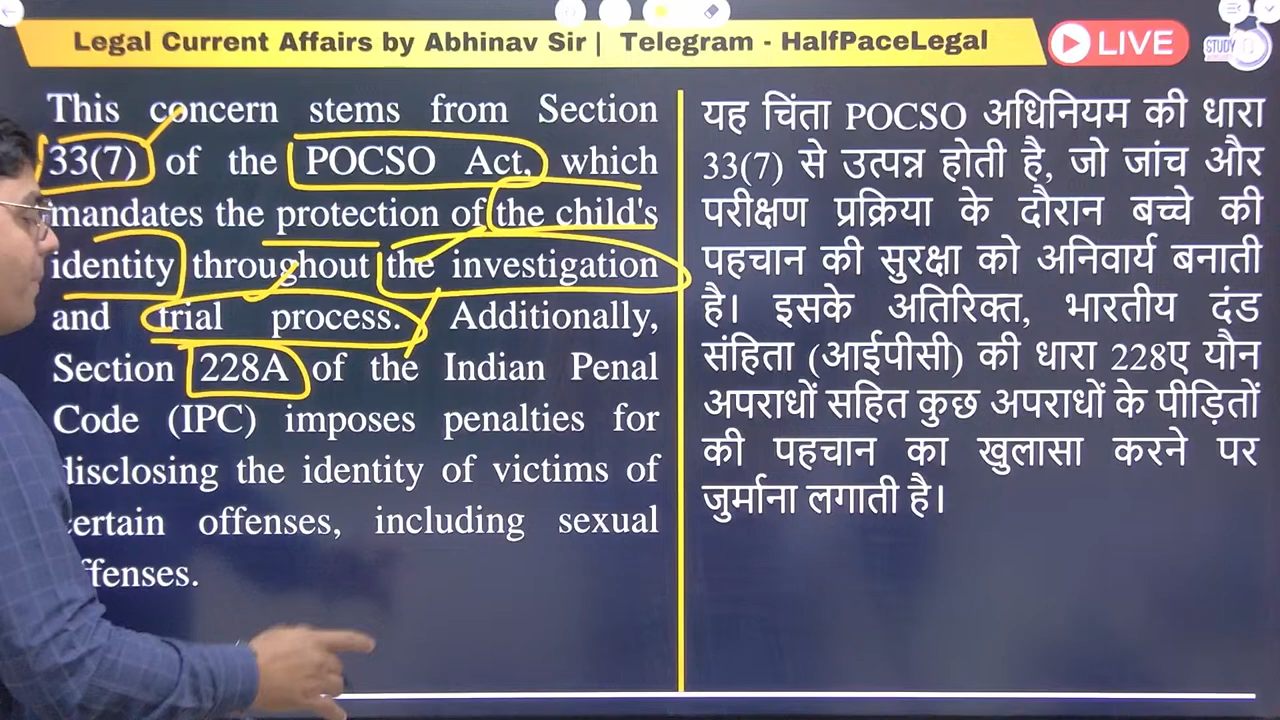 Legal Current Affairs by Abhinav Sir | Telegram - HalfPaceLegal
LIVE
STUDY
This concern stems from Section
33(7) of the POCSO Act, which
mandates the protection of the child's
identity throughout the investigation
and trial process. Additionally,
Section 228A of the Indian Penal
Code (IPC) imposes penalties for
disclosing the identity of victims of
certain offenses, including sexual
offenses.
यह चिंता POCSO अधिनियम की धारा
33(7) से उत्पन्न होती है, जो जांच और
परीक्षण प्रक्रिया के दौरान बच्चे की
पहचान की सुरक्षा को अनिवार्य बनाती
है। इसके अतिरिक्त, भारतीय दंड
संहिता (आईपीसी) की धारा 228ए यौन
अपराधों सहित कुछ अपराधों के पीड़ितों
की पहचान का खुलासा करने पर
जुर्माना लगाती है।